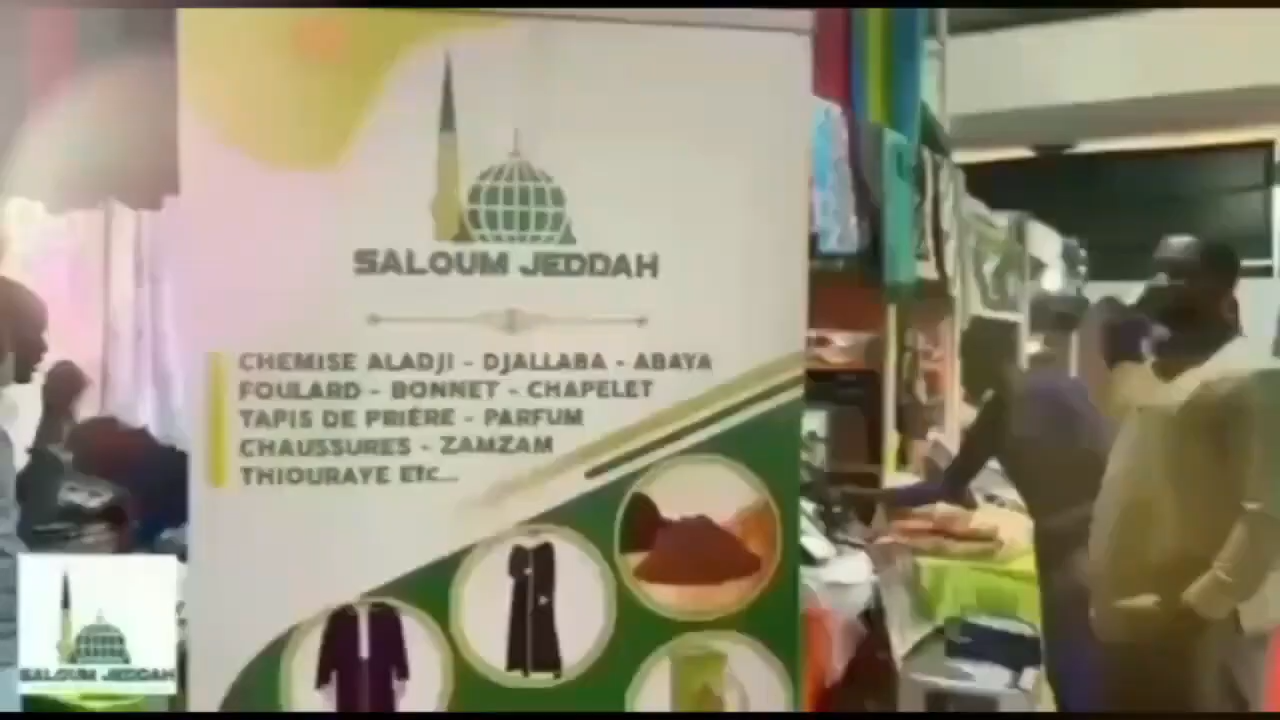 SALOUM JEDDAH
CHEMISE ALADJI - DJALLABA - ABAYA
FOULARD - BONNET - CHAPELET
TAPIS DE PRIÈRE - PARFUM
CHAUSSURES - ZAMZAM
THIOURAYE Etc...
SALOUM JEDDAH